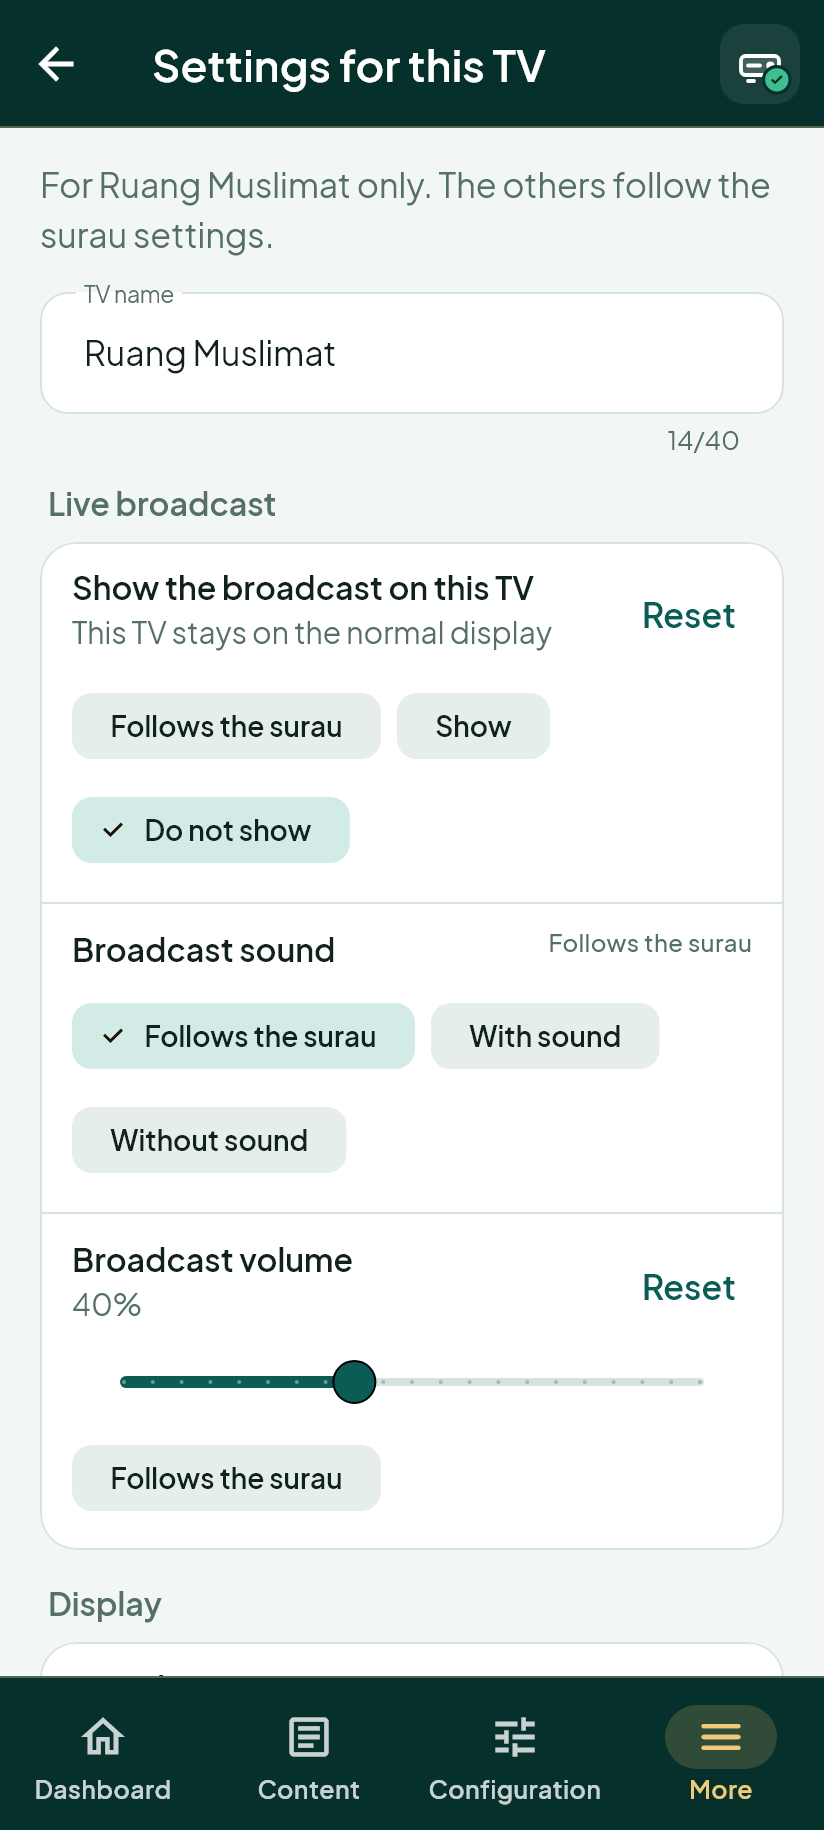 Settings for this TV
For Ruang Muslimat only. The others follow the
surau settings.
TV name
Ruang Muslimat
14/40
Live broadcast
Show the broadcast on this TV
This TV stays on the normal display
Reset
Follows the surau
Show
Do not show
Broadcast sound
Follows the surau
Follows the surau
With sound
Without sound
Broadcast volume
40%
Reset
Follows the surau
Display
Dashboard
Content
Configuration
More